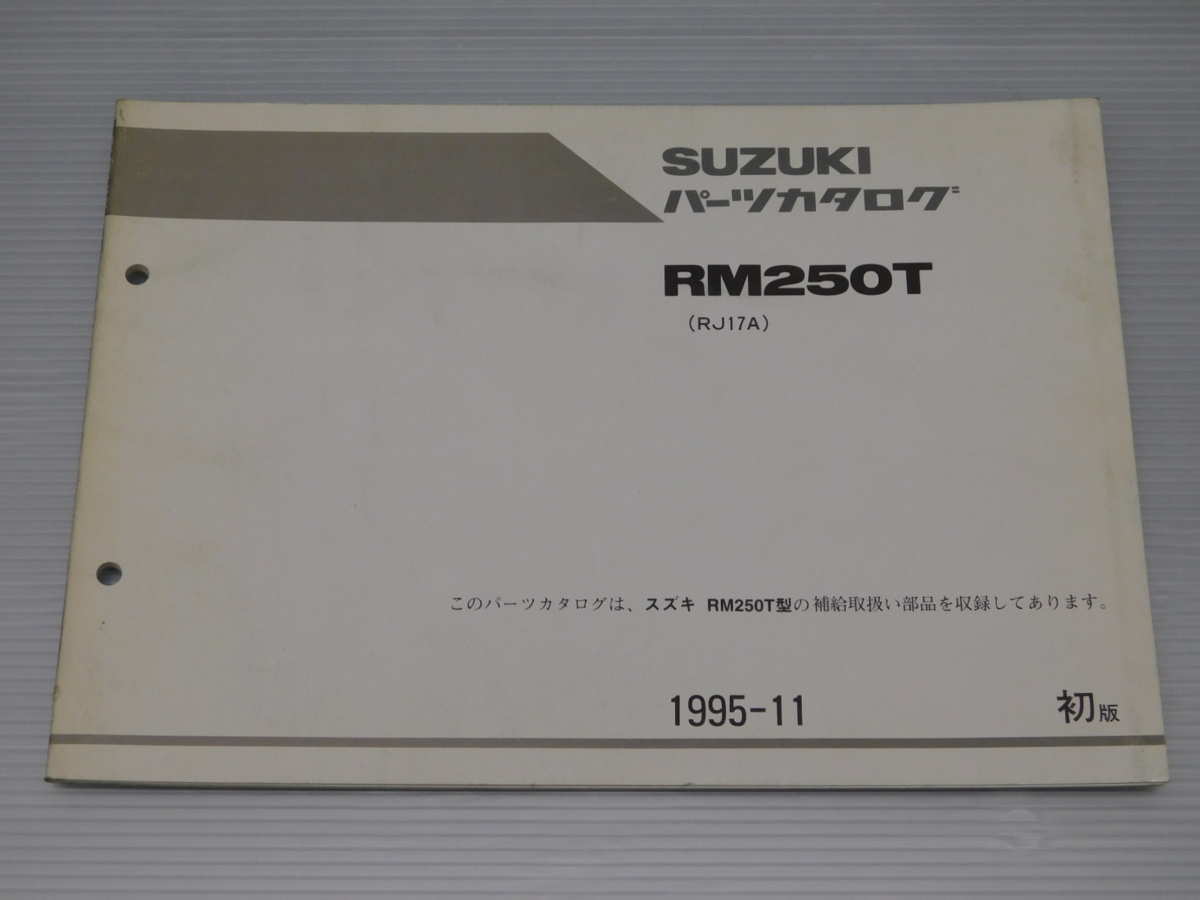 SUZUKI
パーツカタログ
RM250T
(RJ17A)
このパーツカタログは、スズキ RM250T型の補給取扱い部品を収録してあります。
1995-11
初版